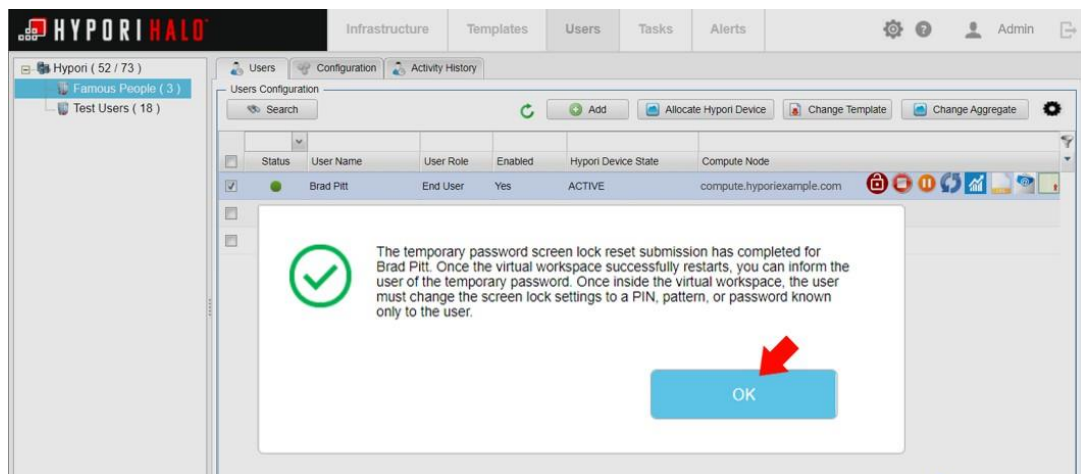 HYPORI HALO
Infrastructure Templates Users Tasks Alerts Admin
Hypori ( 52 / 73 )
Famous People ( 3 )
Test Users ( 18 )
Users Configuration Activity History
Users Configuration
Search Add Allocate Hypori Device Change Template Change Aggregate
Status User Name User Role Enabled Hypori Device State Compute Node
Brad Pitt End User Yes ACTIVE compute.hyporiexample.com
The temporary password screen lock reset submission has completed for
Brad Pitt. Once the virtual workspace successfully restarts, you can inform the
user of the temporary password. Once inside the virtual workspace, the user
must change the screen lock settings to a PIN, pattern, or password known
only to the user.
OK